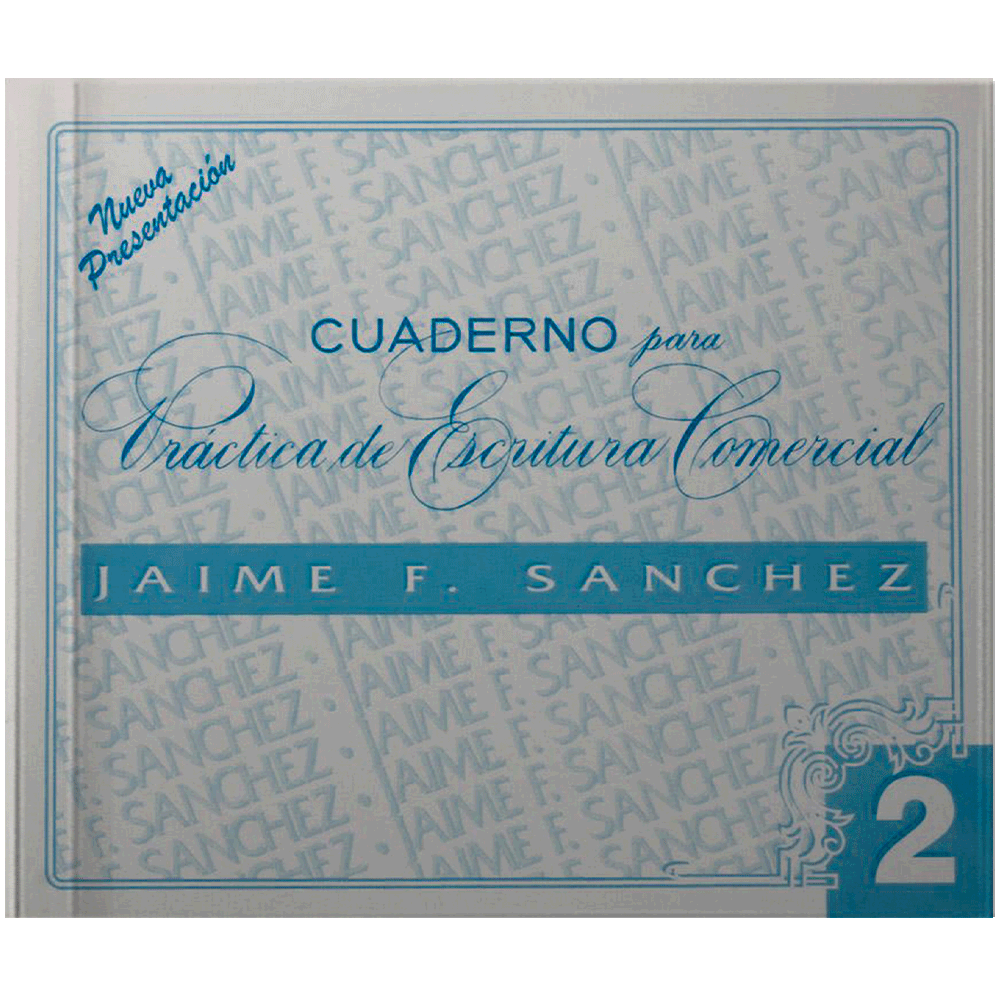 Nueva
Presentación
CUADERNO para
Práctica de Escritura Comercial
JAIME F. SANCHEZ
2